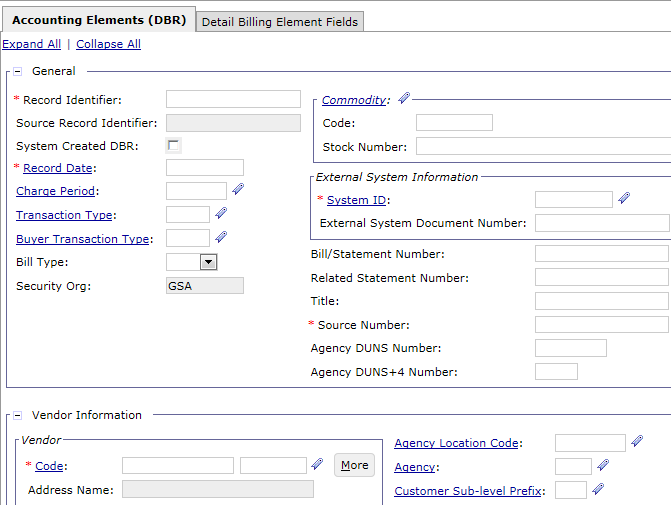 Accounting Elements (DBR)
Detail Billing Element Fields
Expand All | Collapse All
General
* Record Identifier:
Source Record Identifier:
System Created DBR:
* Record Date:
Charge Period:
Transaction Type:
Buyer Transaction Type:
Bill Type:
Security Org: GSA
Commodity:
Code:
Stock Number:
External System Information
* System ID:
External System Document Number:
Bill/Statement Number:
Related Statement Number:
Title:
* Source Number:
Agency DUNS Number:
Agency DUNS+4 Number:
Vendor Information
Vendor
* Code: More
Address Name:
Agency Location Code:
Agency:
Customer Sub-level Prefix: